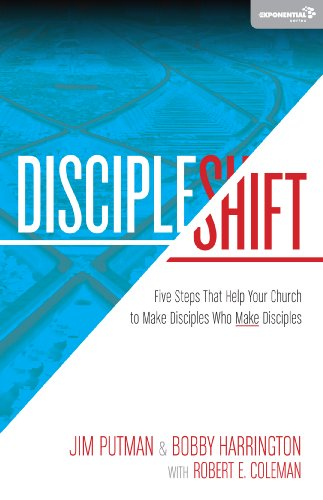 EXPONENTIAL
series
DISCIPLESHIFT
Five Steps That Help Your Church
to Make Disciples Who Make Disciples
JIM PUTMAN & BOBBY HARRINGTON
WITH ROBERT E. COLEMAN